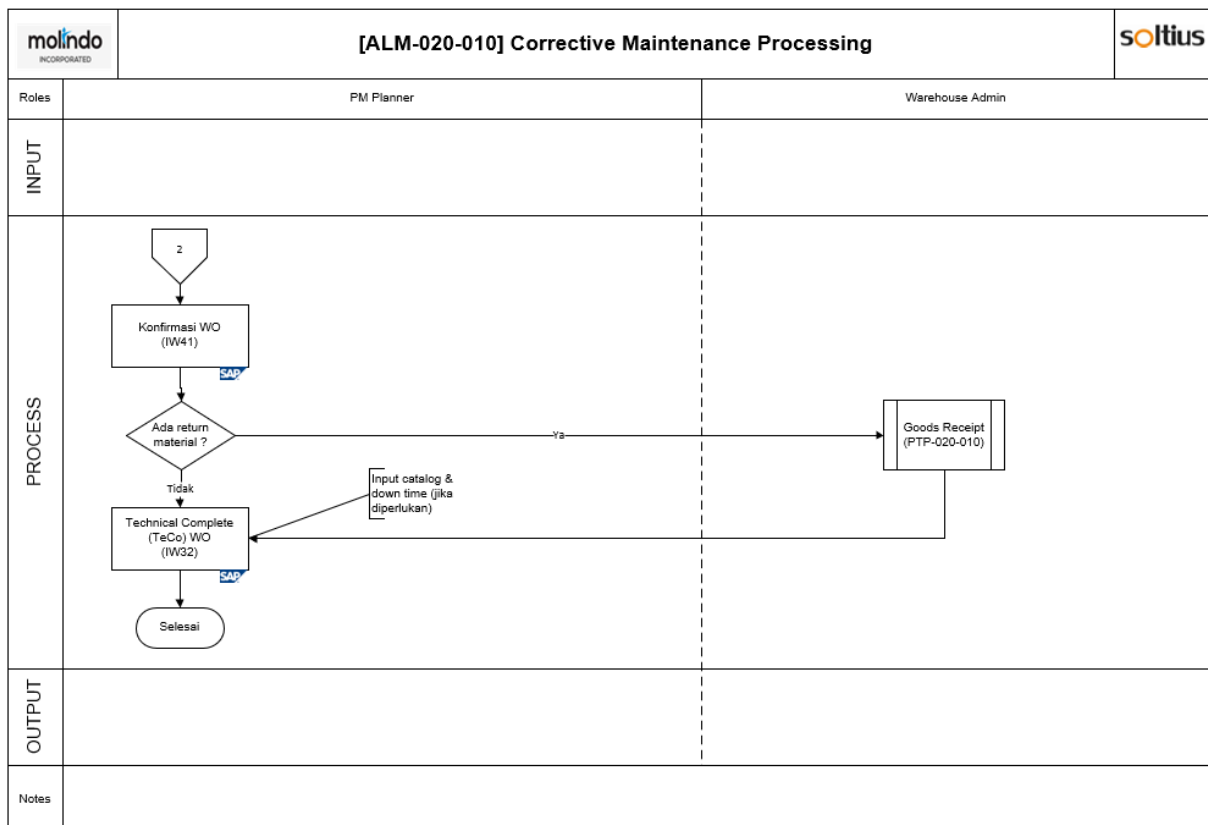 molindo
INCORPORATED
[ALM-020-010] Corrective Maintenance Processing
soltius
Roles
PM Planner
Warehouse Admin
INPUT
PROCESS
2
Konfirmasi WO
(IW41)
SAP
Ada return
material ?
Ya
Goods Receipt
(PTP-020-010)
Tidak
Input catalog &
down time (jika
diperlukan)
Technical Complete
(TeCo) WO
(IW32)
SAP
Selesai
OUTPUT
Notes